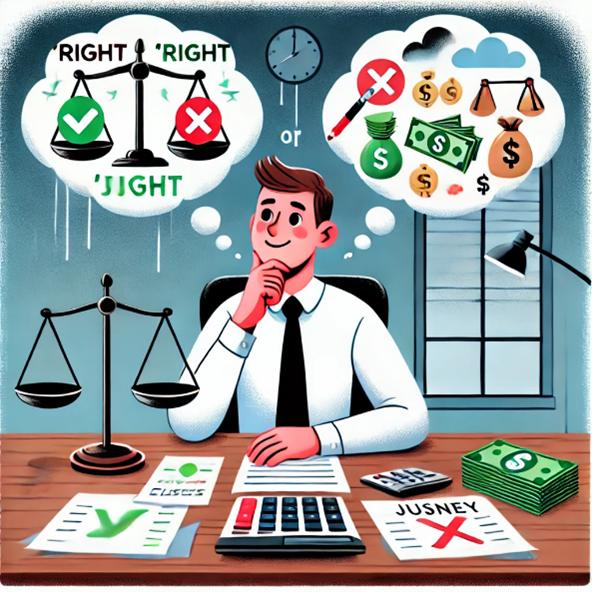 'RIGHT 'RIGHT
'JIGHT
or
$ $
$ $ $
$ $
JUSNEY
$